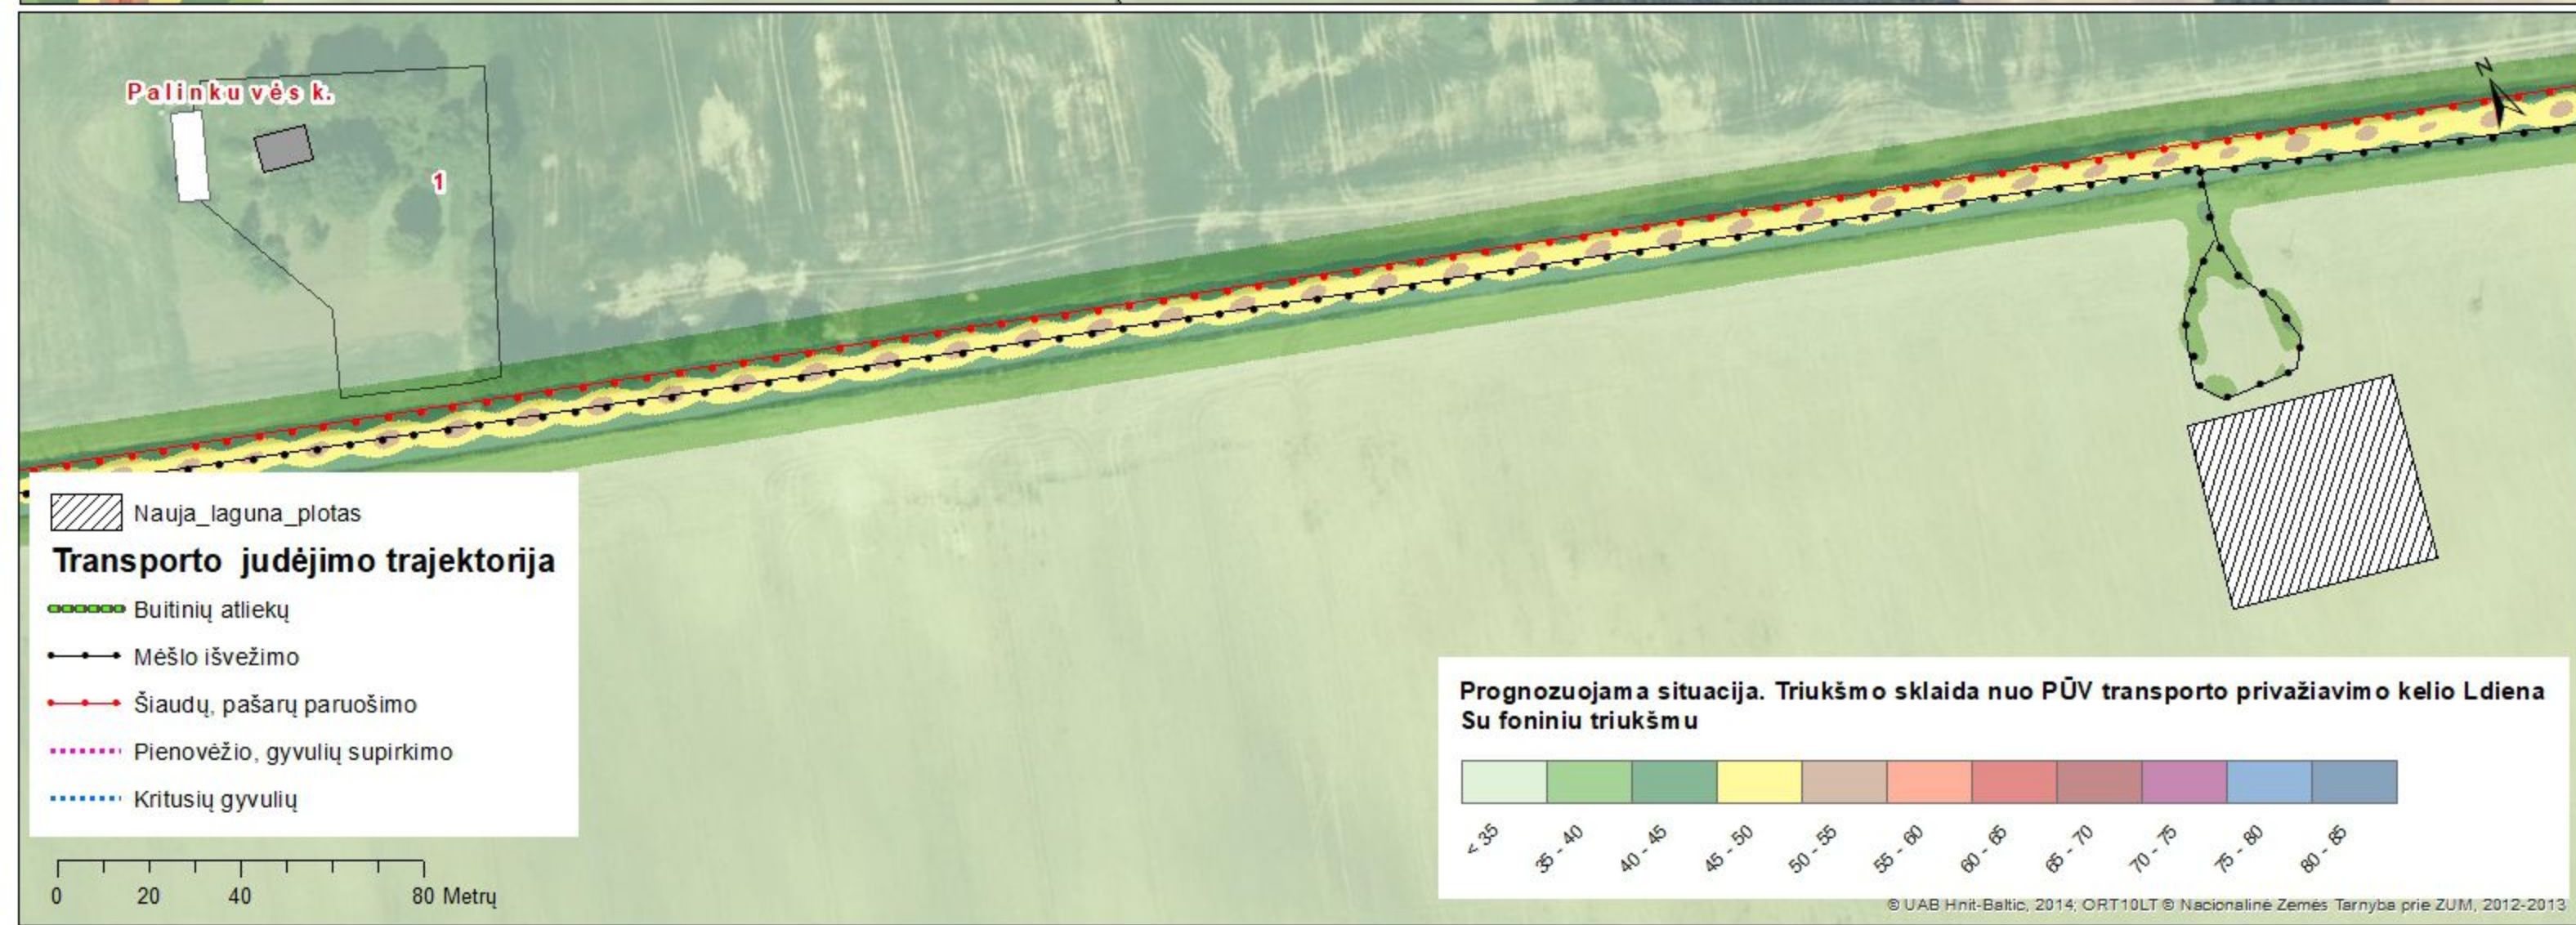 N
Palinkuvės k.
1
Nauja_laguna_plotas
Transporto judėjimo trajektorija
Buitinių atliekų
Mėšlo išvežimo
Šiaudų, pašarų paruošimo
Pienovėžio, gyvulių supirkimo
Kritusių gyvulių
0 20 40 80 Metrų
Prognozuojama situacija. Triukšmo sklaida nuo PŪV transporto privažiavimo kelio Ldiena
Su foniniu triukšmu
< 35 35 - 40 40 - 45 45 - 50 50 - 55 55 - 60 60 - 65 65 - 70 70 - 75 75 - 80 80 - 85
© UAB Hnit-Baltic, 2014; ORT10LT © Nacionalinė Žemės Tarnyba prie ŽŪM, 2012-2013